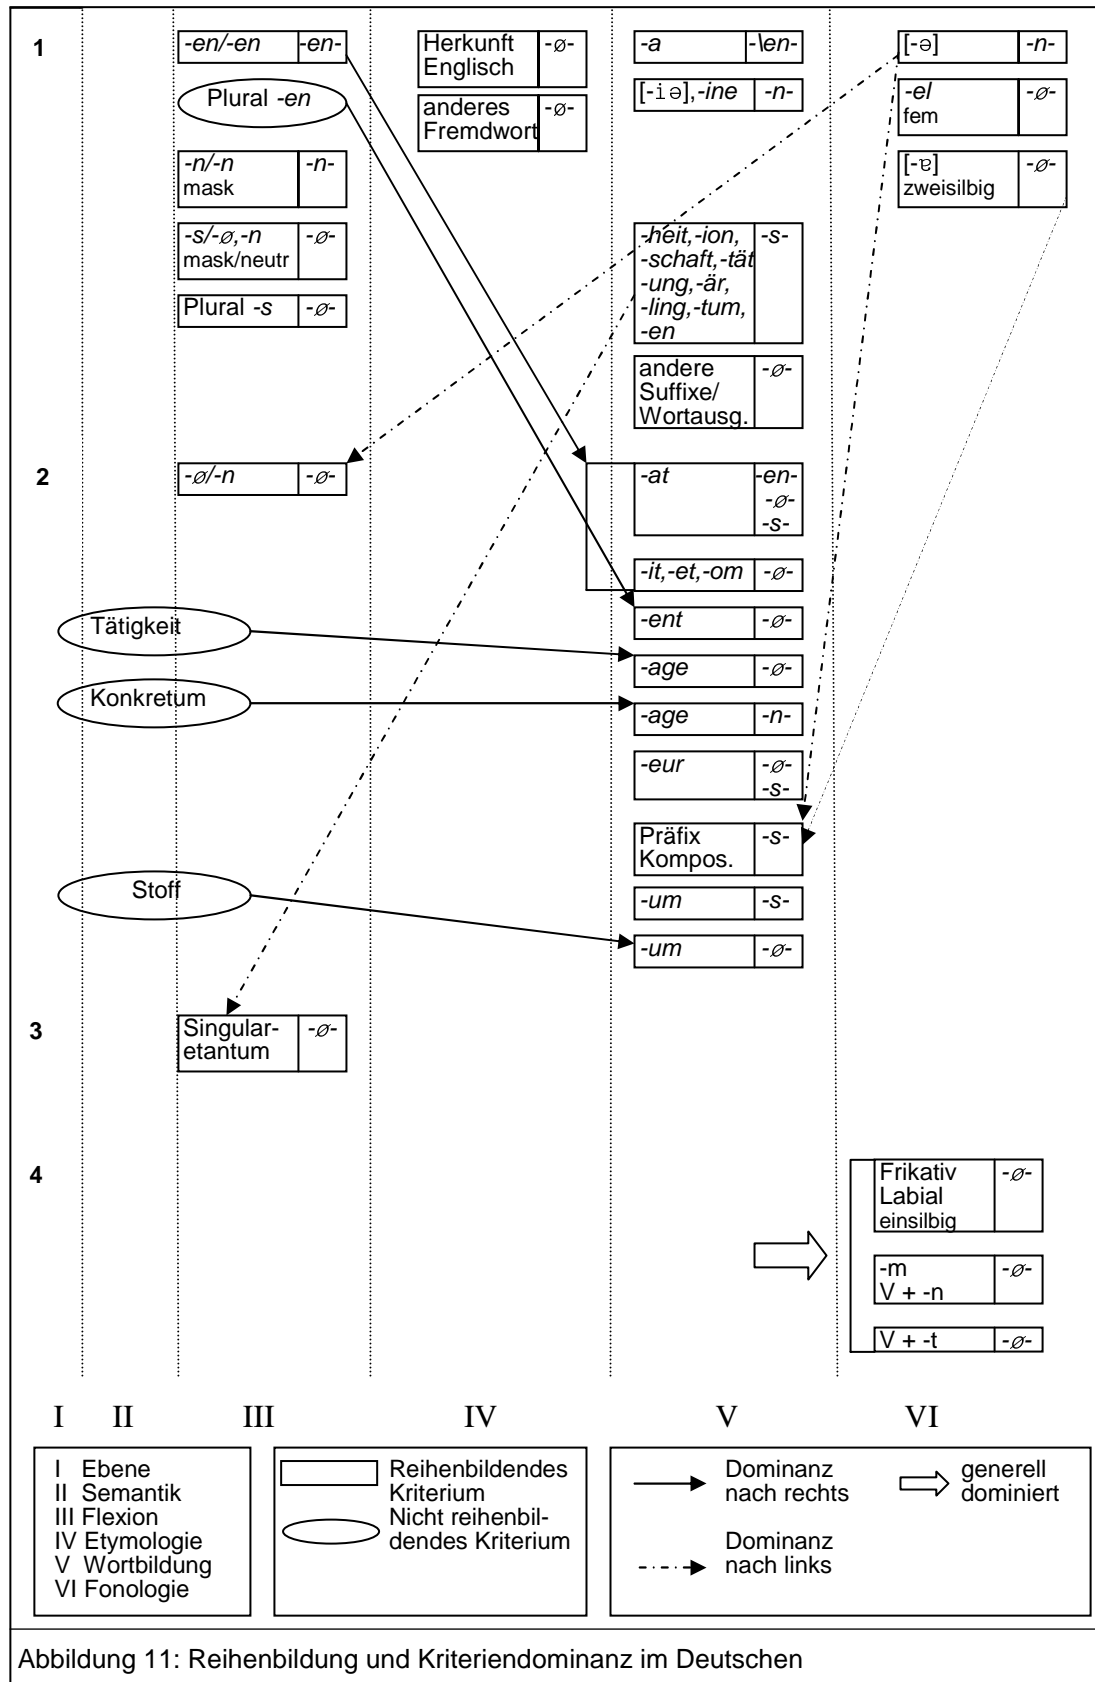 1
-en/-en -en-
Plural -en
-n/-n -n-
mask
-s/-ø,-n -ø-
mask/neutr
Plural -s -ø-
Herkunft -ø-
Englisch
anderes -ø-
Fremdwort
-a -\en-
[-iə],-ine -n-
-heit,-ion, -s-
-schaft,-tät
-ung,-är,
-ling,-tum,
-en
andere -ø-
Suffixe/
Wortausg.
[-ə] -n-
-el -ø-
fem
[-ɐ] -ø-
zweisilbig
2
-ø/-n -ø-
Tätigkeit
Konkretum
Stoff
-at -en-
-ø-
-s-
-it,-et,-om -ø-
-ent -ø-
-age -ø-
-age -n-
-eur -ø-
-s-
Präfix -s-
Kompos.
-um -s-
-um -ø-
3
Singular- -ø-
etantum
4
Frikativ -ø-
Labial
einsilbig
-m -ø-
V + -n
V + -t -ø-
I II III IV V VI
I Ebene
II Semantik
III Flexion
IV Etymologie
V Wortbildung
VI Fonologie
Reihenbildendes
Kriterium
Nicht reihenbil-
dendes Kriterium
Dominanz
nach rechts
Dominanz
nach links
generell
dominiert
Abbildung 11: Reihenbildung und Kriteriendominanz im Deutschen